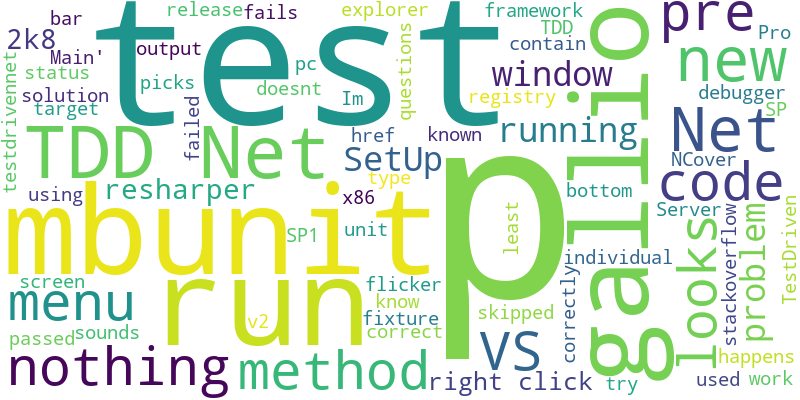 release
fails
explorer
framework
pre
bar
TDD
Pro
2k8
Main'
output
contain
new
status
picks
pc
doesnt
questions
window
debugger
solution
registry
SP
target
Im
test
testdrivennet
failed
href
known
running
Net
NCover
TDD Net
SetUp
code
using
resharper
type
bottom
x86
Server
mbunit
SP1
unit
p
least
gallio
looks
stackoverflow
problem
TestDriven
screen
individual
menu
run
flicker
know
correctly
v2
fixture
skipped
passed
sounds
correct
VS
happens
nothing
method
right click
try
used
work